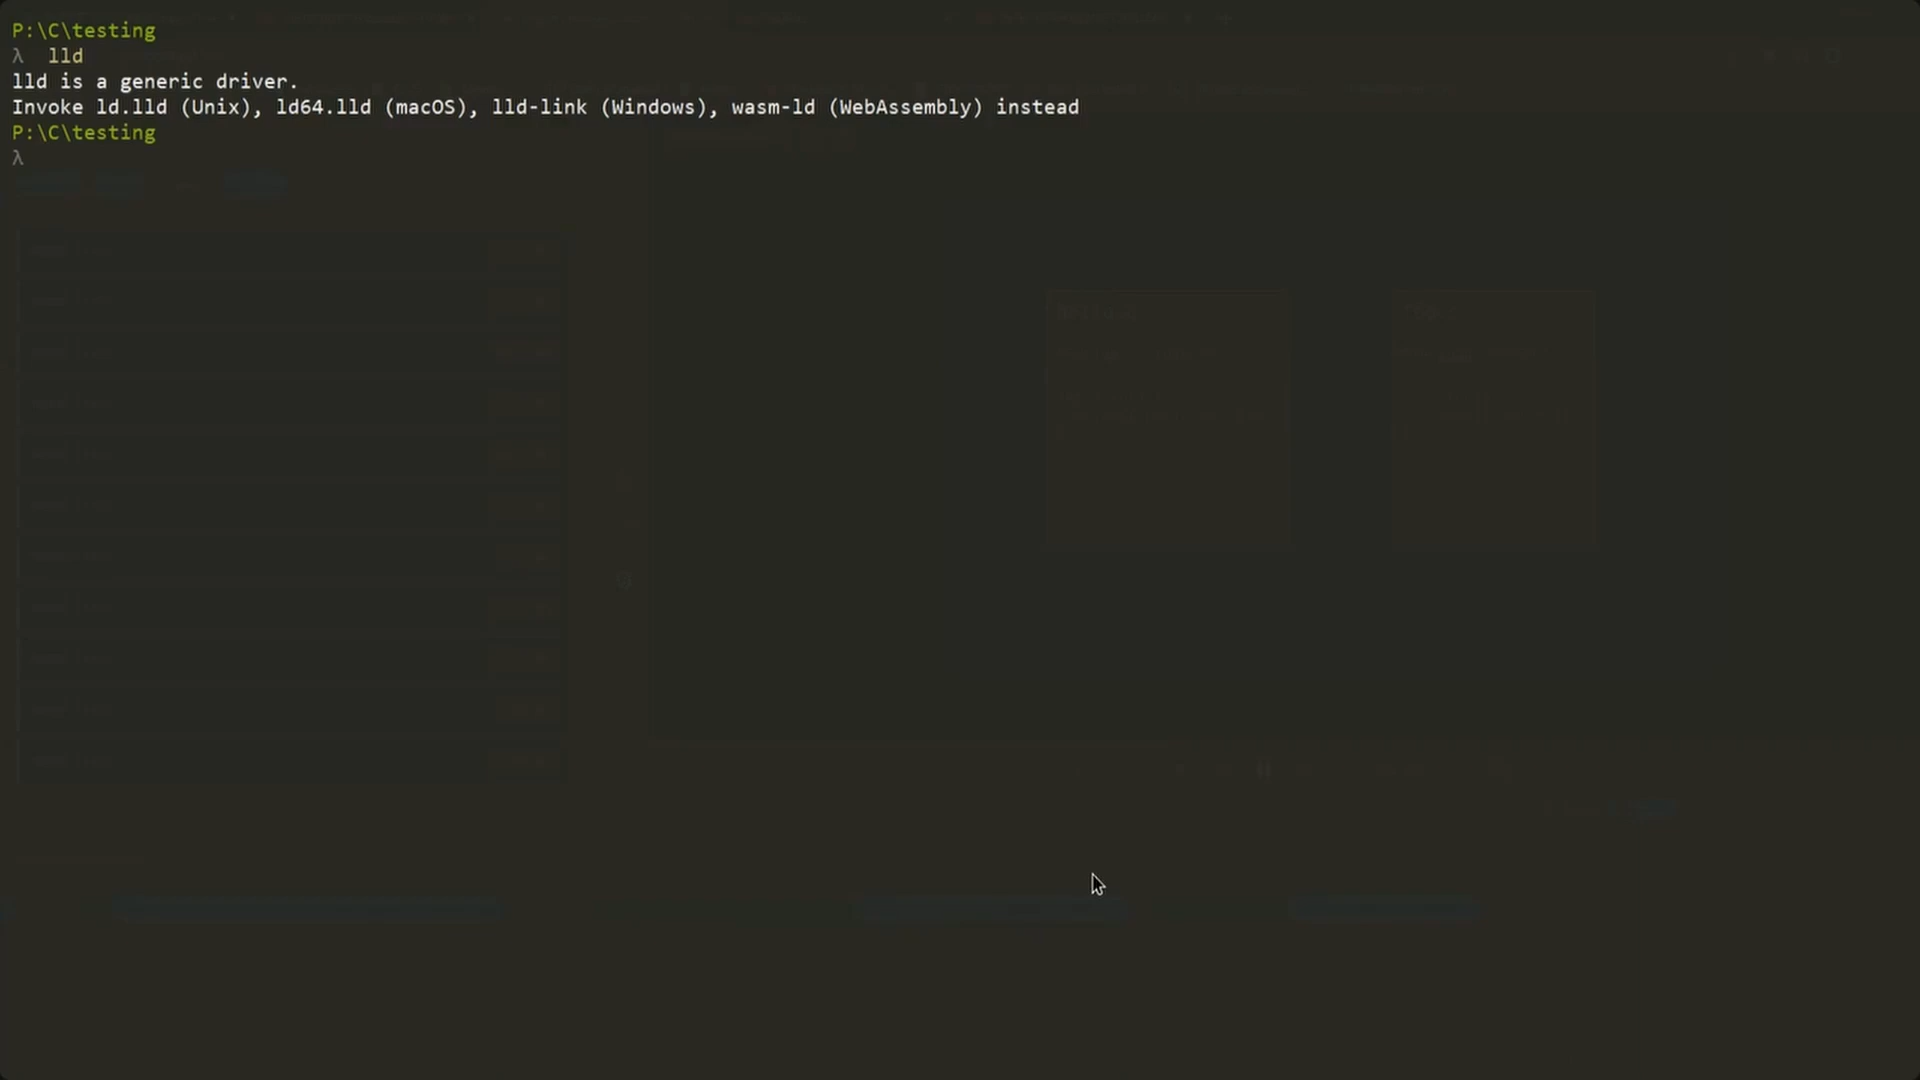 P:\C\testing
λ  lld
lld is a generic driver.
Invoke ld.lld (Unix), ld64.lld (macOS), lld-link (Windows), wasm-ld (WebAssembly) instead
P:\C\testing
λ